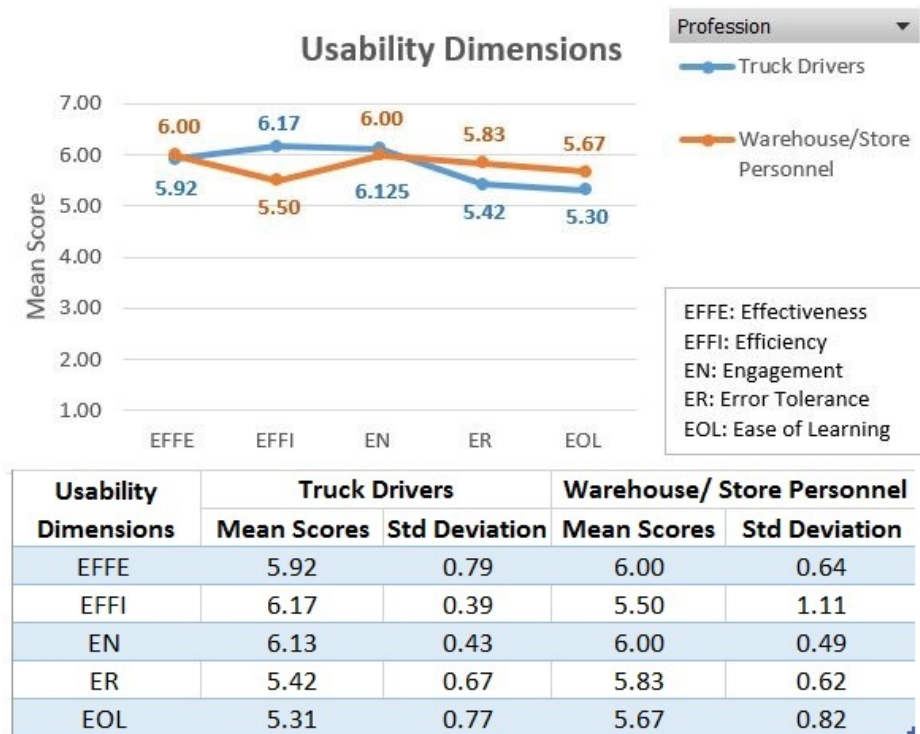 Usability Dimensions
Profession
Truck Drivers
Warehouse/Store
Personnel
Mean Score
7.00
6.00
5.00
4.00
3.00
2.00
1.00
6.00
6.17
6.00
5.83
5.67
5.92
5.50
6.125
5.42
5.30
EFFE
EFFI
EN
ER
EOL
EFFE: Effectiveness
EFFI: Efficiency
EN: Engagement
ER: Error Tolerance
EOL: Ease of Learning
Usability Dimensions Truck Drivers Warehouse/ Store Personnel
Mean Scores Std Deviation Mean Scores Std Deviation
EFFE 5.92 0.79 6.00 0.64
EFFI 6.17 0.39 5.50 1.11
EN 6.13 0.43 6.00 0.49
ER 5.42 0.67 5.83 0.62
EOL 5.31 0.77 5.67 0.82